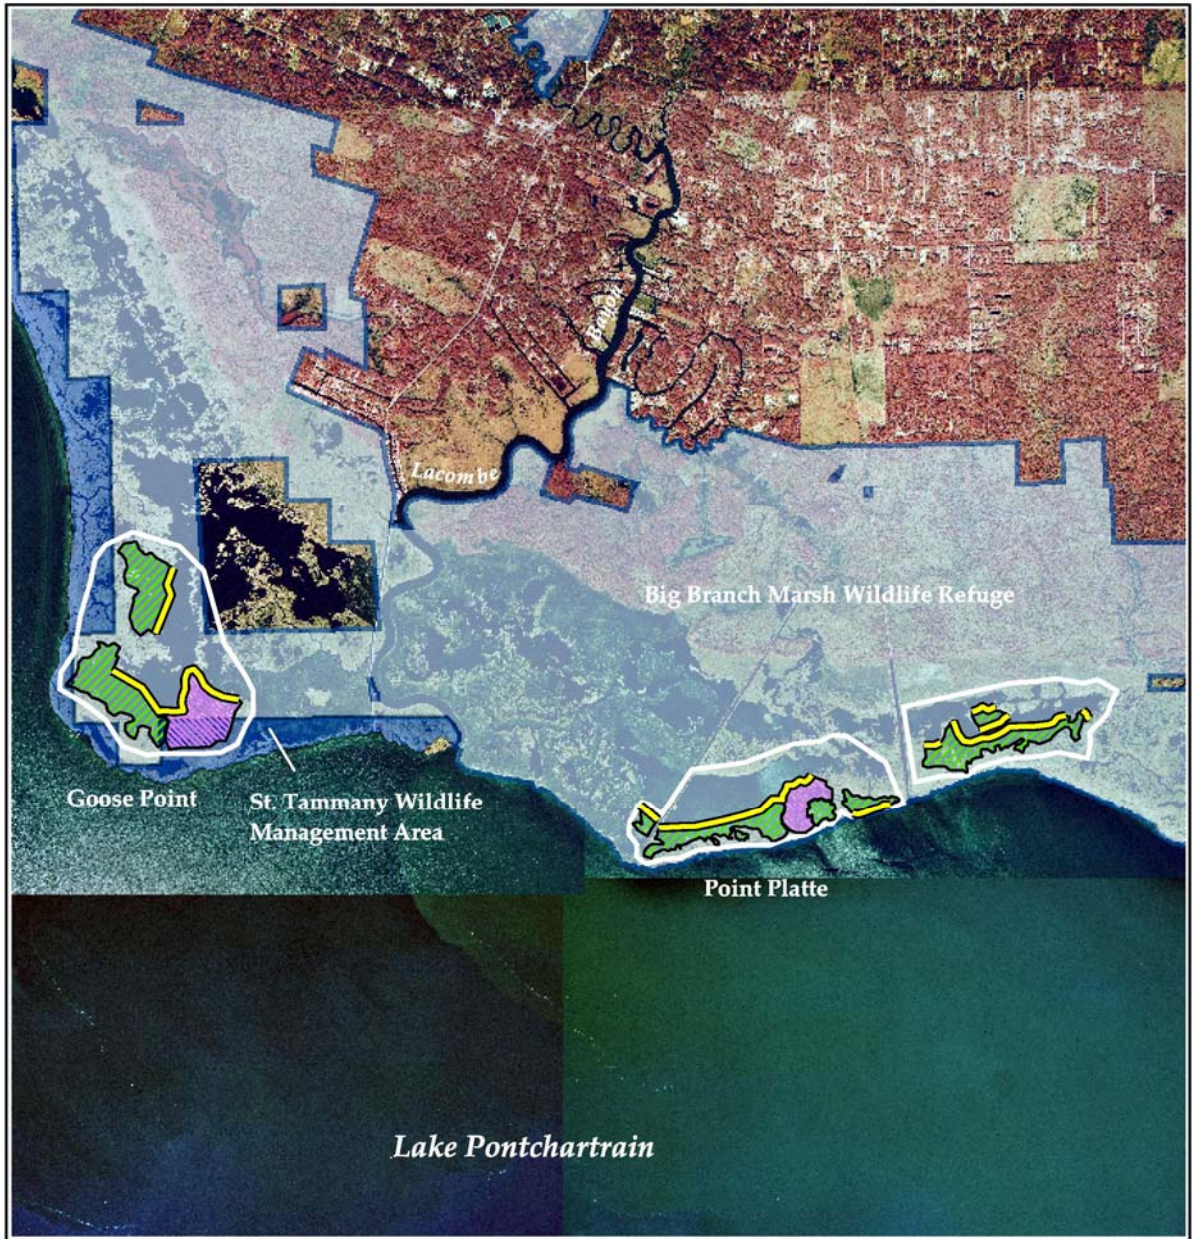 Bayou
Lacombe
Big Branch Marsh Wildlife Refuge
Goose Point
St. Tammany Wildlife
Management Area
Point Platte
Lake Pontchartrain